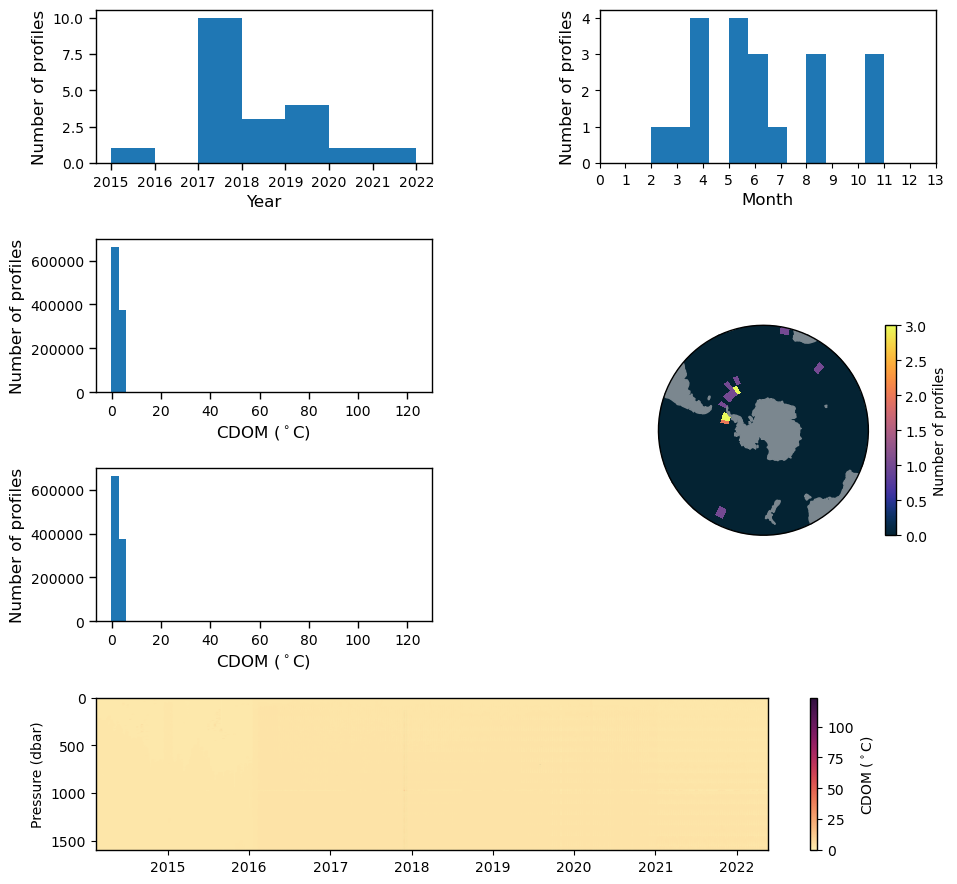 Number of profiles
10.0
7.5
5.0
2.5
0.0
2015 2016 2017 2018 2019 2020 2021 2022
Year
Number of profiles
4
3
2
1
0
0 1 2 3 4 5 6 7 8 9 10 11 12 13
Month
Number of profiles
600000
400000
200000
0
0 20 40 60 80 100 120
CDOM (°C)
3.0
2.5
2.0
1.5
1.0
0.5
0.0
Number of profiles
Number of profiles
600000
400000
200000
0
0 20 40 60 80 100 120
CDOM (°C)
Pressure (dbar)
0
500
1000
1500
2015 2016 2017 2018 2019 2020 2021 2022
100
75
50
25
0
CDOM (°C)